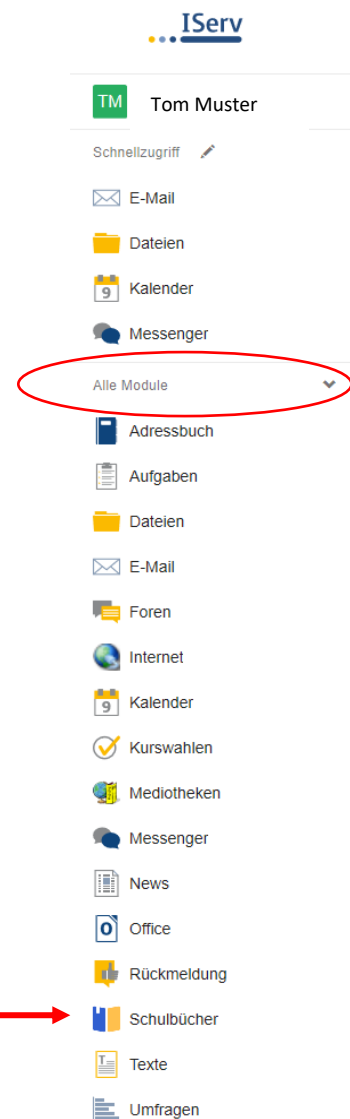 IServ
TM Tom Muster
Schnellzugriff
E-Mail
Dateien
9 Kalender
Messenger
Alle Module
Adressbuch
Aufgaben
Dateien
E-Mail
Foren
Internet
9 Kalender
Kurswahlen
Mediotheken
Messenger
News
Office
Rückmeldung
Schulbücher
Texte
Umfragen